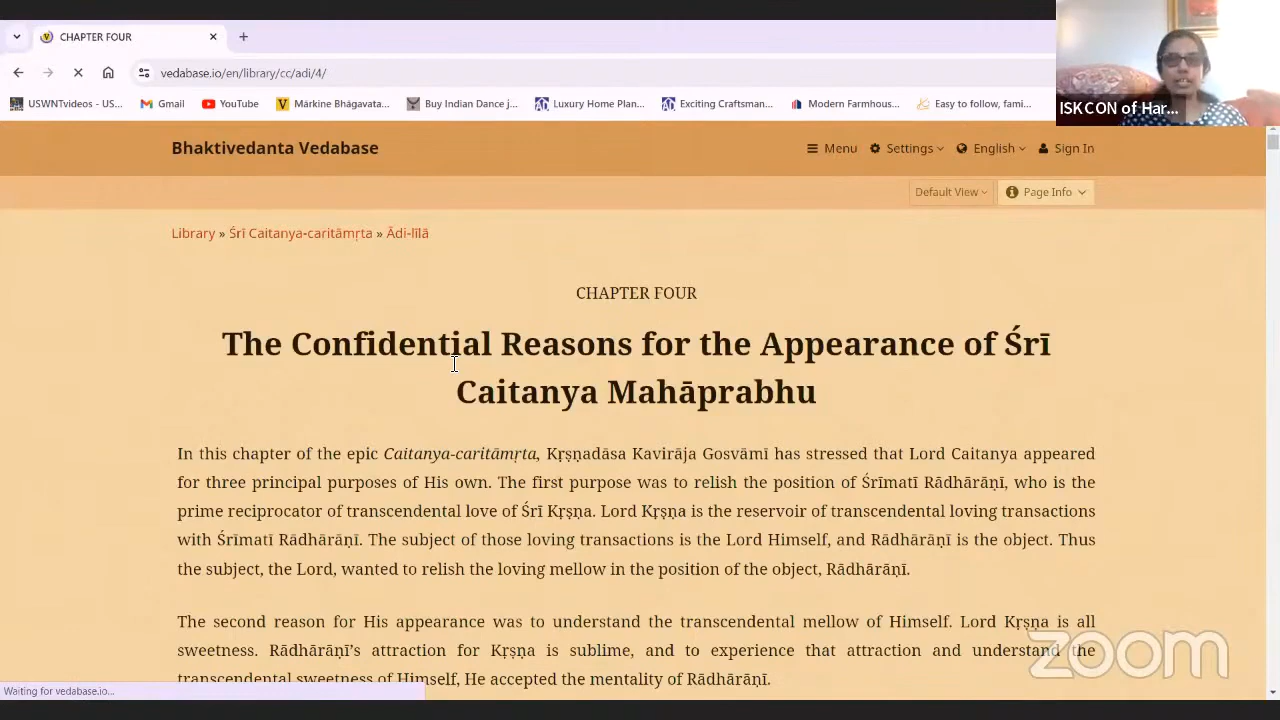 CHAPTER FOUR
vedabase.io/en/library/cc/adi/4/
USWNTvideos - US... Gmail YouTube Märkine Bhāgavata... Buy Indian Dance j... Luxury Home Plan... Exciting Craftsman... Modern Farmhous... Easy to follow, fami...
ISKCON of Har...
Bhaktivedanta Vedabase
Menu Settings English Sign In
Default View Page Info
Library » Śrī Caitanya-caritāmṛta » Ādi-līlā
CHAPTER FOUR
The Confidential Reasons for the Appearance of Śrī
Caitanya Mahāprabhu
In this chapter of the epic Caitanya-caritāmṛta, Kṛṣṇadāsa Kavirāja Gosvāmī has stressed that Lord Caitanya appeared
for three principal purposes of His own. The first purpose was to relish the position of Śrīmatī Rādhārāṇī, who is the
prime reciprocator of transcendental love of Śrī Kṛṣṇa. Lord Kṛṣṇa is the reservoir of transcendental loving transactions
with Śrīmatī Rādhārāṇī. The subject of those loving transactions is the Lord Himself, and Rādhārāṇī is the object. Thus
the subject, the Lord, wanted to relish the loving mellow in the position of the object, Rādhārāṇī.
The second reason for His appearance was to understand the transcendental mellow of Himself. Lord Kṛṣṇa is all
sweetness. Rādhārāṇī’s attraction for Kṛṣṇa is sublime, and to experience that attraction and understand the
transcendental sweetness of Himself, He accepted the mentality of Rādhārāṇī.
zoom
Waiting for vedabase.io...